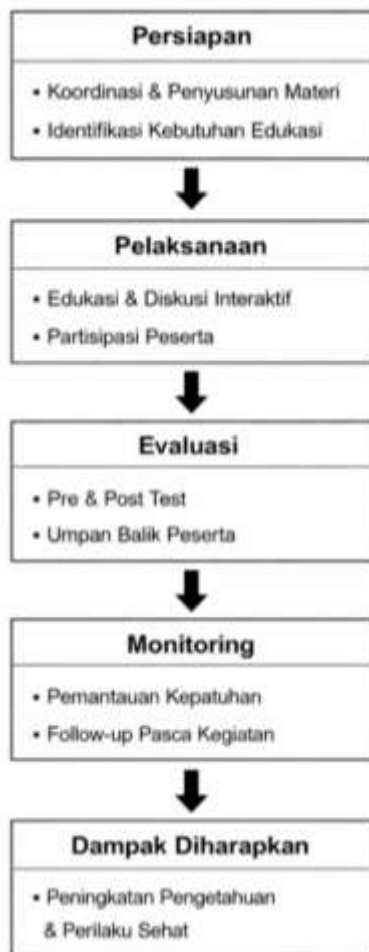 Persiapan
• Koordinasi & Penyusunan Materi
• Identifikasi Kebutuhan Edukasi
Pelaksanaan
• Edukasi & Diskusi Interaktif
• Partisipasi Peserta
Evaluasi
• Pre & Post Test
• Umpan Balik Peserta
Monitoring
• Pemantauan Kepatuhan
• Follow-up Pasca Kegiatan
Dampak Diharapkan
• Peningkatan Pengetahuan
& Perilaku Sehat